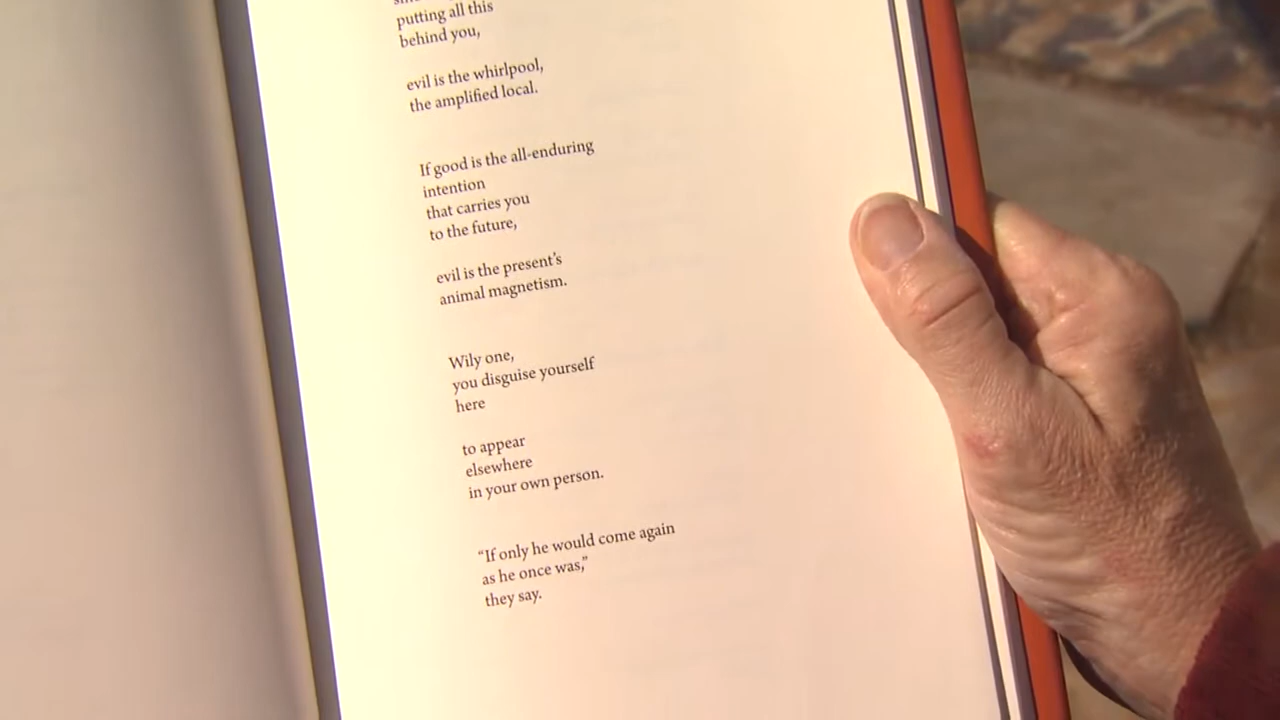 putting all this
behind you,
evil is the whirlpool,
the amplified local.
If good is the all-enduring
intention
that carries you
to the future,
evil is the present’s
animal magnetism.
Wily one,
you disguise yourself
here
to appear
elsewhere
in your own person.
“If only he would come again
as he once was,”
they say.